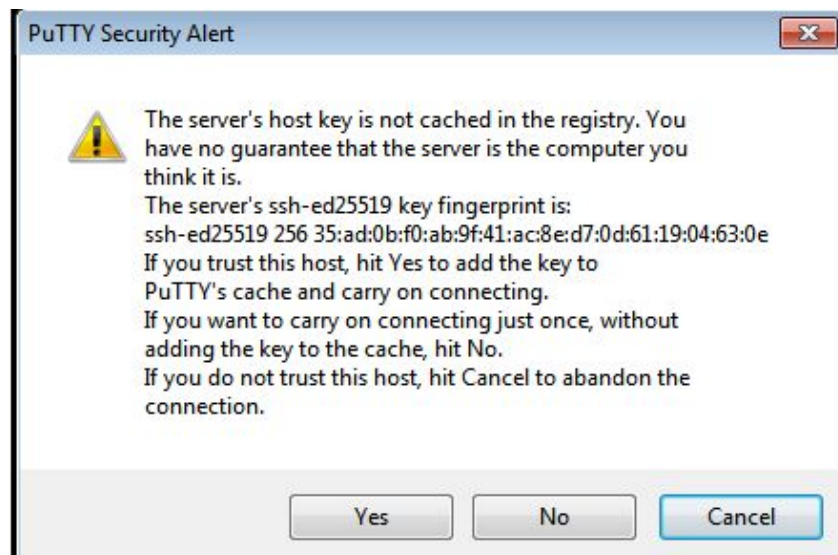 PuTTY Security Alert
The server's host key is not cached in the registry. You
have no guarantee that the server is the computer you
think it is.
The server's ssh-ed25519 key fingerprint is:
ssh-ed25519 256 35:ad:0b:f0:ab:9f:41:ac:8e:d7:0d:61:19:04:63:0e
If you trust this host, hit Yes to add the key to
PuTTY's cache and carry on connecting.
If you want to carry on connecting just once, without
adding the key to the cache, hit No.
If you do not trust this host, hit Cancel to abandon the
connection.
Yes No Cancel